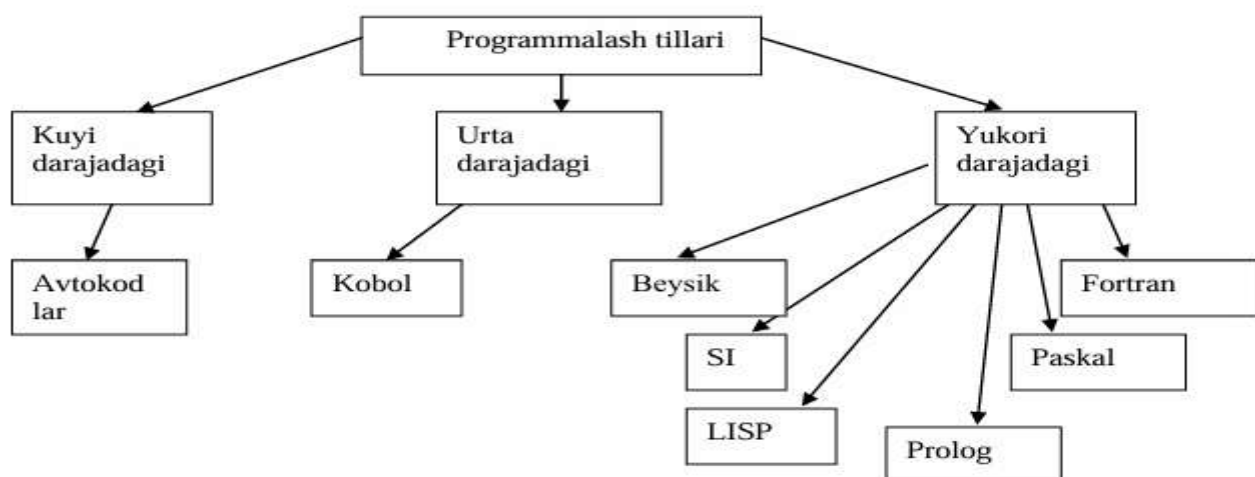 Programmalash tillari
Kuyi
darajadagi
Urta
darajadagi
Yukori
darajadagi
Avtokod
lar
Kobol
Beysik
Fortran
SI
Paskal
LISP
Prolog